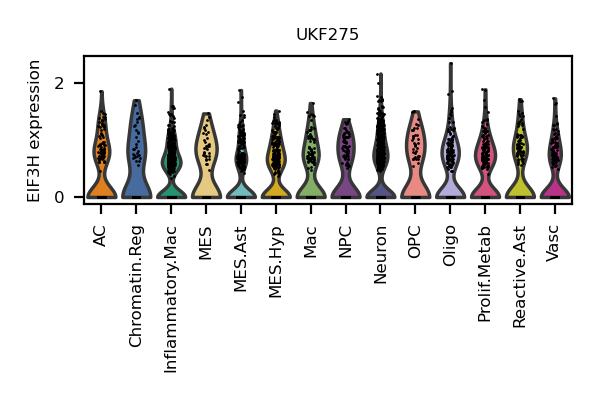 UKF275
EIF3H expression
2
0
AC
Chromatin.Reg
Inflammatory.Mac
MES
MES.Ast
MES.Hyp
Mac
NPC
Neuron
OPC
Oligo
Prolif.Metab
Reactive.Ast
Vasc